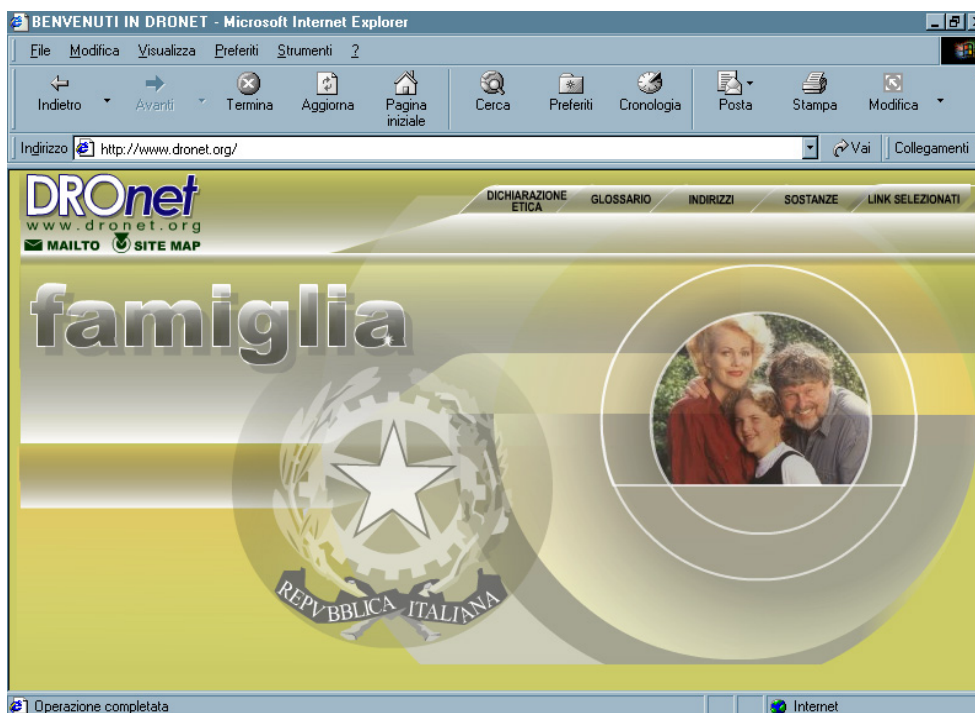 BENVENUTI IN DRONET - Microsoft Internet Explorer
File Modifica Visualizza Preferiti Strumenti ?
Indietro Avanti Termina Aggiorna Pagina iniziale Cerca Preferiti Cronologia Posta Stampa Modifica
Indirizzo http://www.dronet.org/ Vai Collegamenti
DROnet
www.dronet.org
MAILTO SITE MAP
DICHIARAZIONE ETICA GLOSSARIO INDIRIZZI SOSTANZE LINK SELEZIONATI
famiglia
REPVBBLICA ITALIANA
Operazione completata Internet